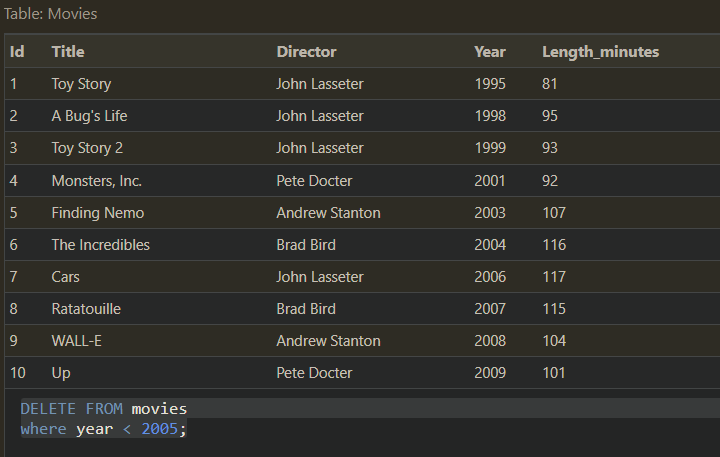 Table: Movies
Id Title Director Year Length_minutes
1 Toy Story John Lasseter 1995 81
2 A Bug's Life John Lasseter 1998 95
3 Toy Story 2 John Lasseter 1999 93
4 Monsters, Inc. Pete Docter 2001 92
5 Finding Nemo Andrew Stanton 2003 107
6 The Incredibles Brad Bird 2004 116
7 Cars John Lasseter 2006 117
8 Ratatouille Brad Bird 2007 115
9 WALL-E Andrew Stanton 2008 104
10 Up Pete Docter 2009 101
DELETE FROM movies
where year < 2005;